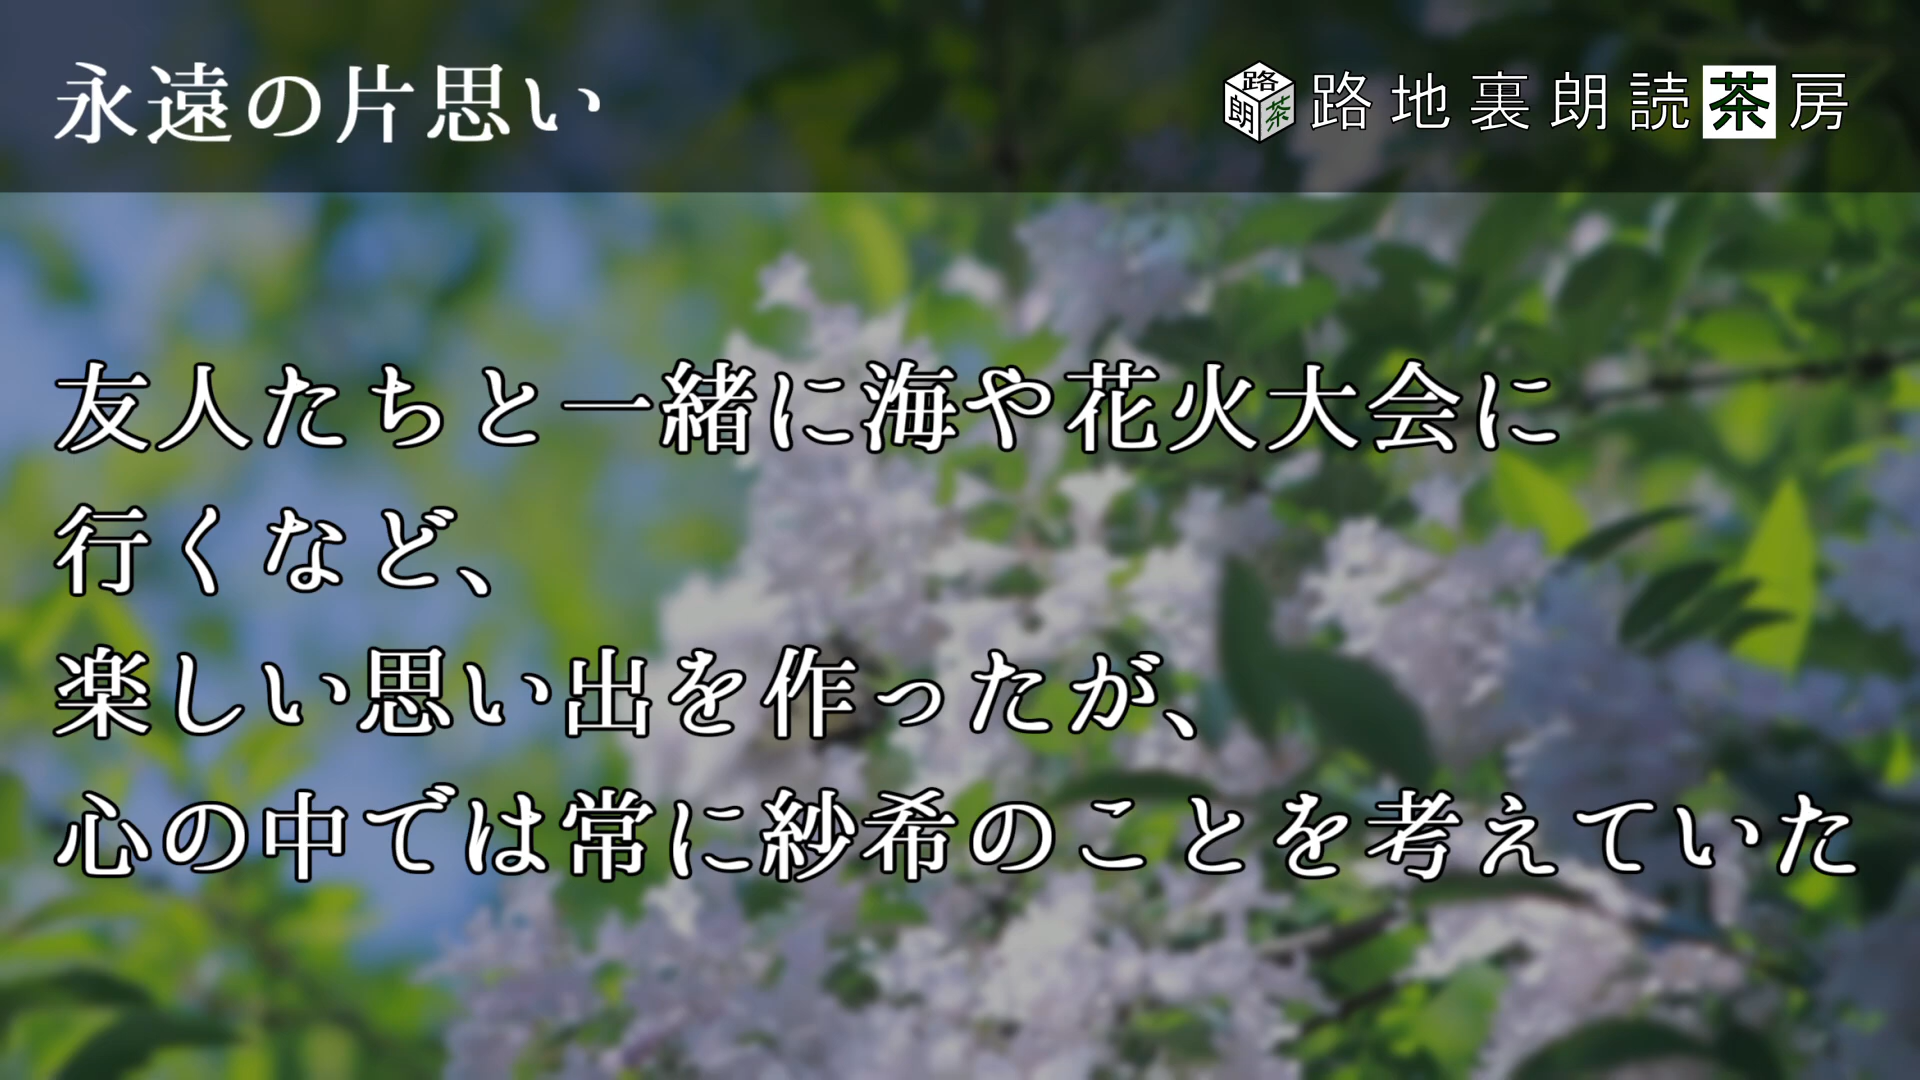 永遠の片思い
路朗茶 路地裏朗読茶房
友人たちと一緒に海や花火大会に
行くなど、
楽しい思い出を作ったが、
心の中では常に紗希のことを考えていた